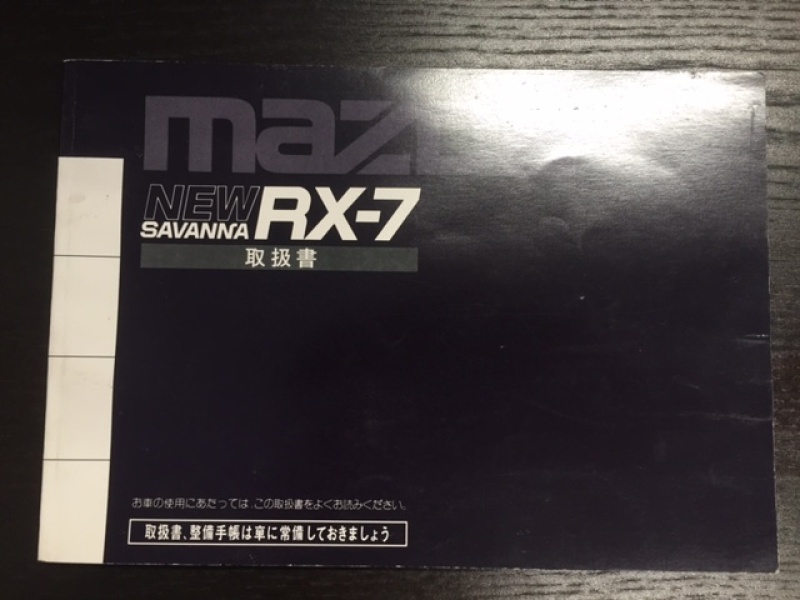 mazda
NEW
SAVANNA RX-7
取扱書
お車の使用にあたっては、この取扱書をよくお読みください。
取扱書、整備手帳は車に常備しておきましょう